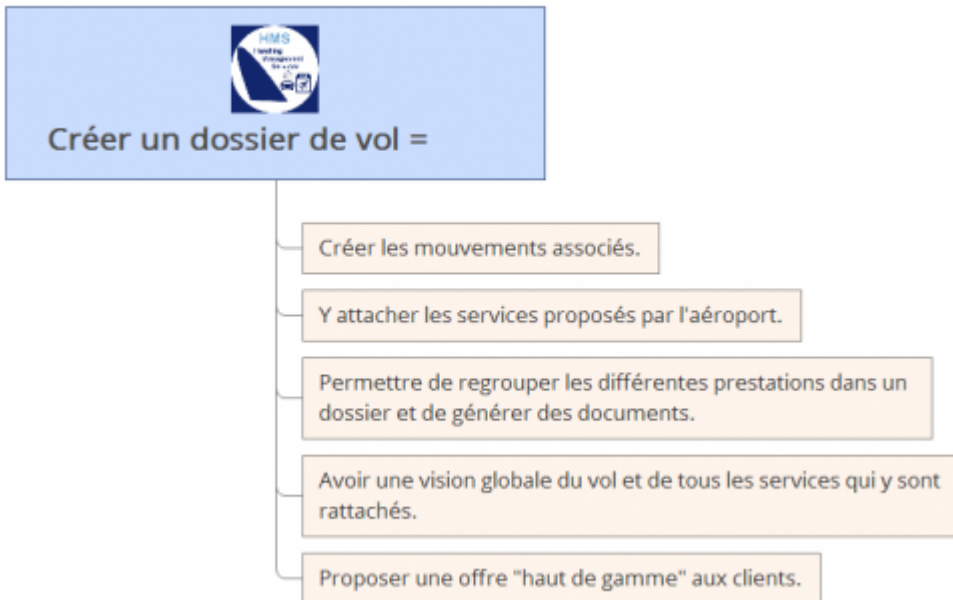 HMS
Handling
Management
Créer un dossier de vol =
Créer les mouvements associés.
Y attacher les services proposés par l'aéroport.
Permettre de regrouper les différentes prestations dans un
dossier et de générer des documents.
Avoir une vision globale du vol et de tous les services qui y sont
rattachés.
Proposer une offre "haut de gamme" aux clients.